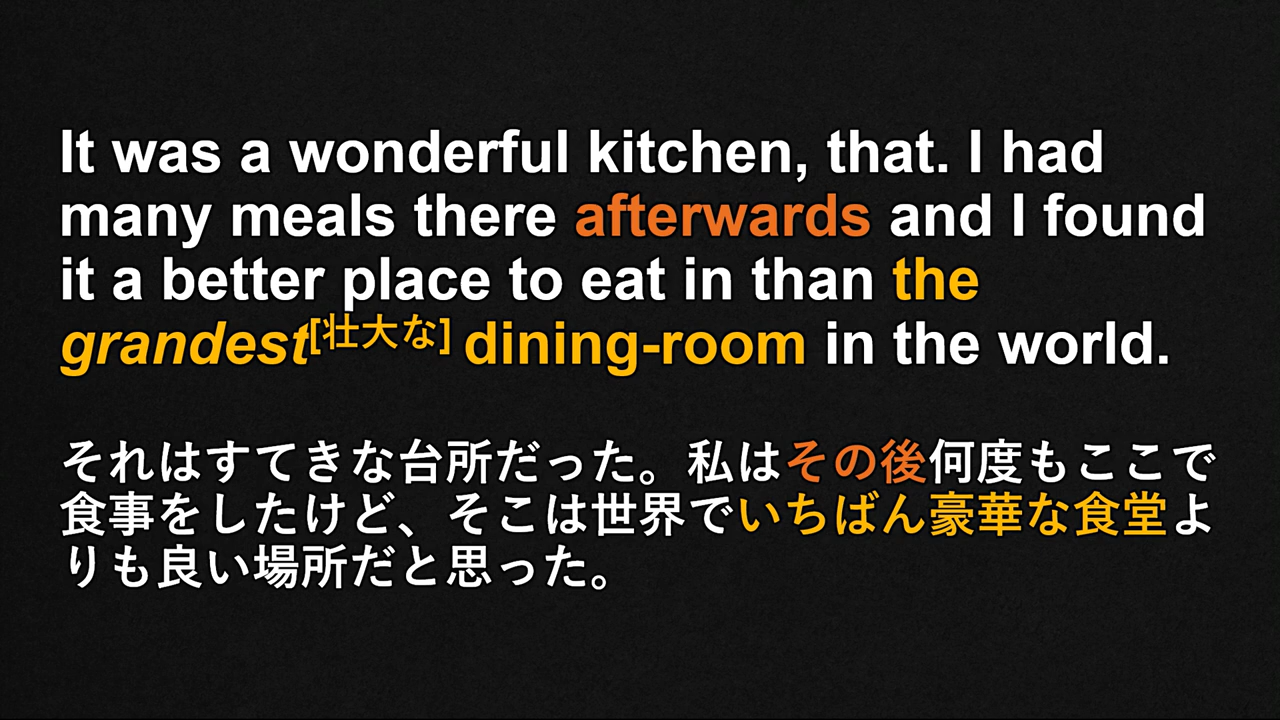 It was a wonderful kitchen, that. I had
many meals there afterwards and I found
it a better place to eat in than the
grandest[壮大な] dining-room in the world.
それはすてきな台所だった。私はその後何度もここで
食事をしたけど、そこは世界でいちばん豪華な食堂よ
りも良い場所だと思った。